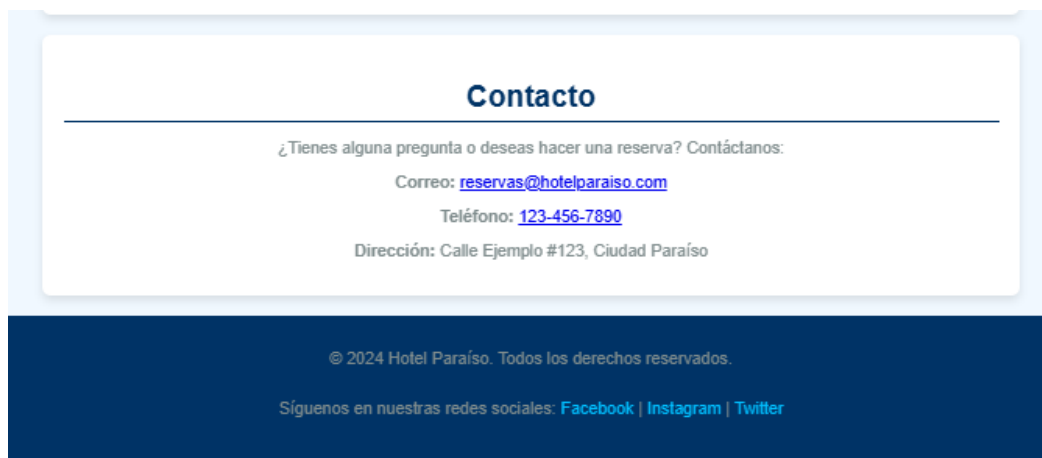 Contacto
¿Tienes alguna pregunta o deseas hacer una reserva? Contáctanos:
Correo: reservas@hotelparaiso.com
Teléfono: 123-456-7890
Dirección: Calle Ejemplo #123, Ciudad Paraíso
© 2024 Hotel Paraíso. Todos los derechos reservados.
Síguenos en nuestras redes sociales: Facebook | Instagram | Twitter